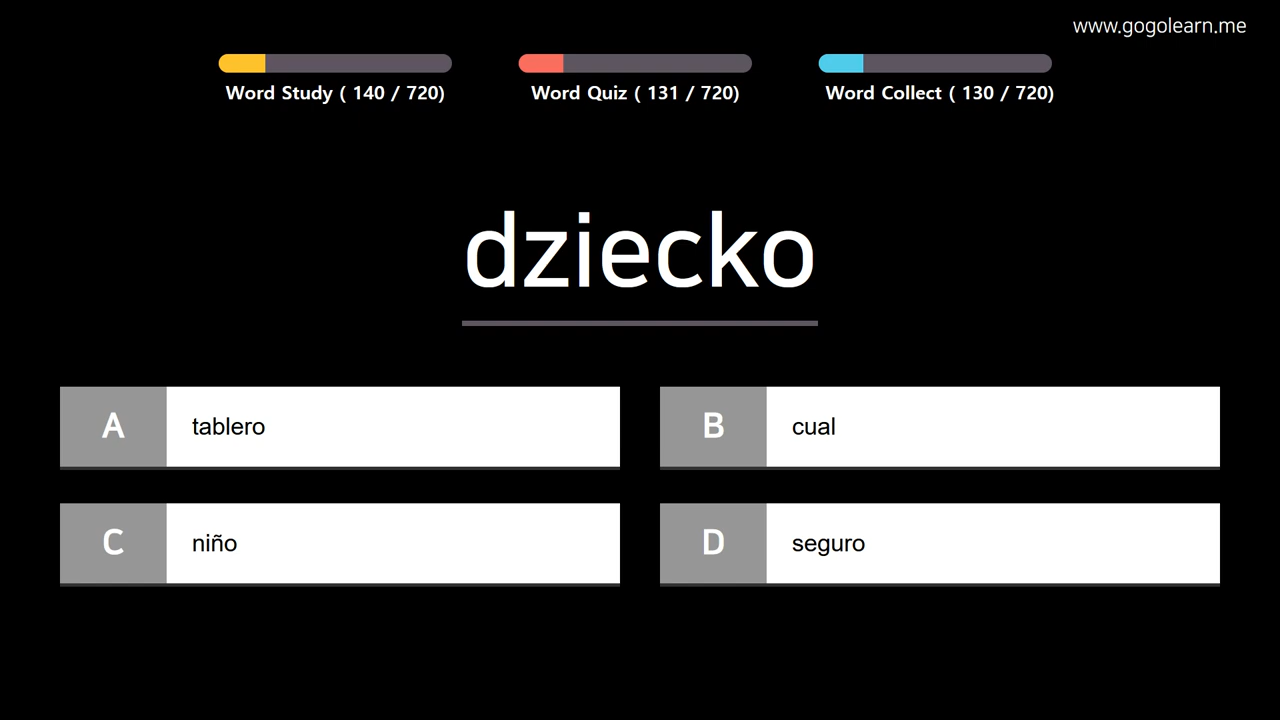 www.gogolearn.me
Word Study ( 140 / 720)
Word Quiz ( 131 / 720)
Word Collect ( 130 / 720)
dziecko
A tablero
B cual
C niño
D seguro